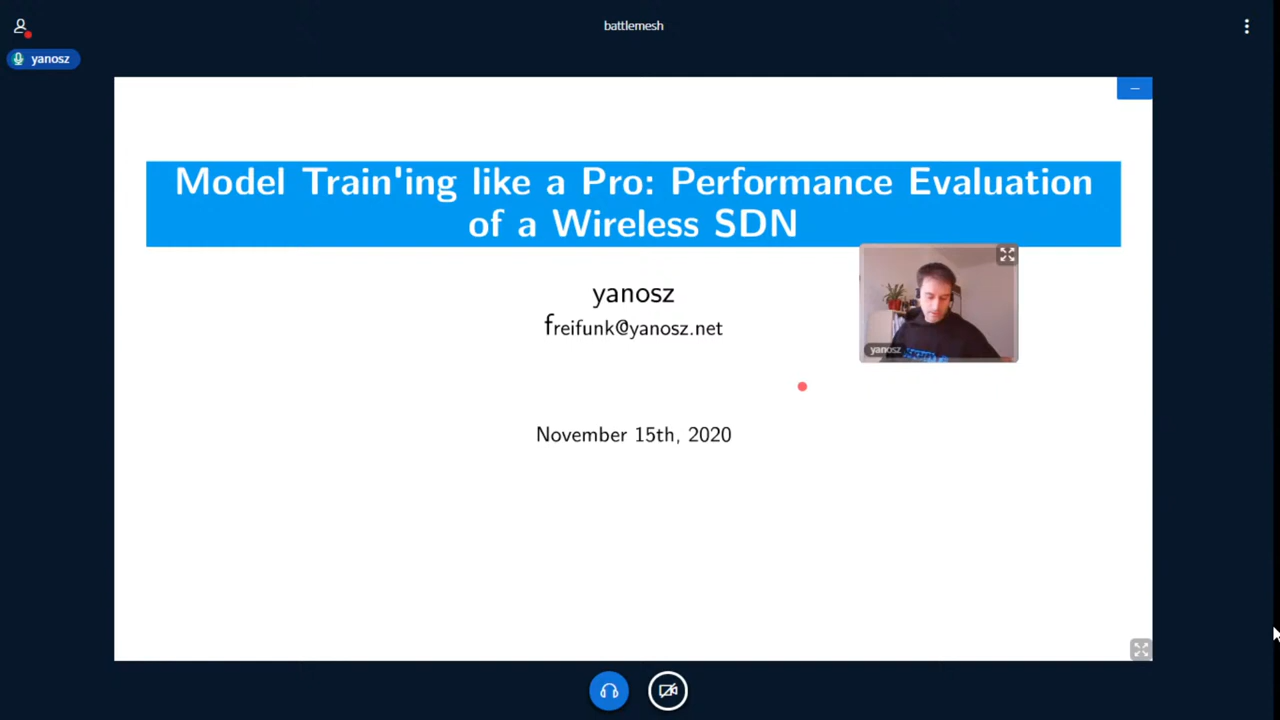 battlemesh
yanosz
Model Train'ing like a Pro: Performance Evaluation
of a Wireless SDN
yanosz
freifunk@yanosz.net
yanosz
November 15th, 2020